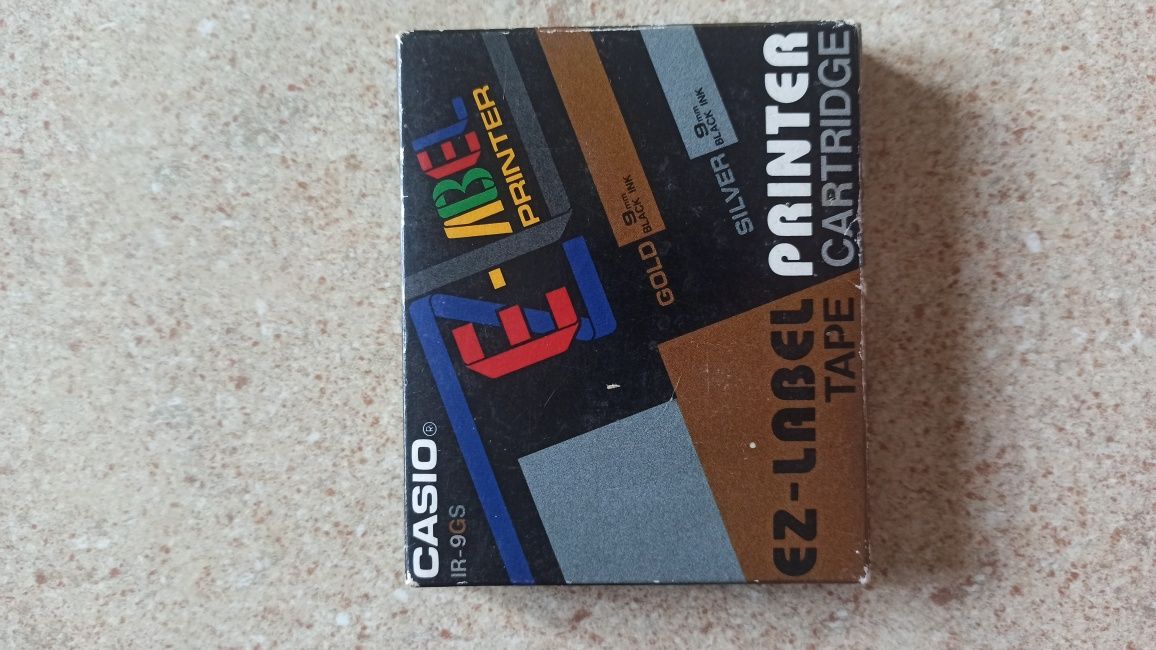 CASIO®
IR-9GS
EZ-LABEL
PRINTER
GOLD
9mm
BLACK INK
SILVER
9mm
BLACK INK
EZ-LABEL PRINTER
TAPE CARTRIDGE